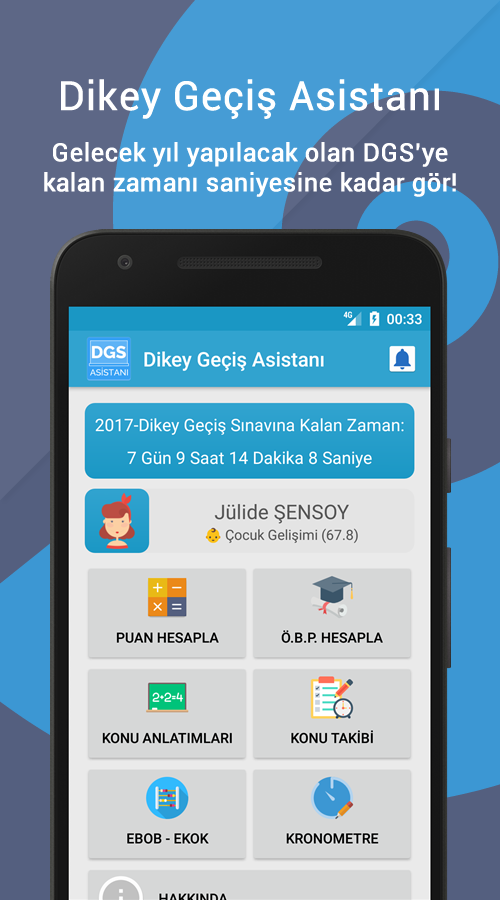 Dikey Geçiş Asistanı
Gelecek yıl yapılacak olan DGS'ye
kalan zamanı saniyesine kadar gör!
4G 00:33
DGS
ASİSTANI
Dikey Geçiş Asistanı
2017-Dikey Geçiş Sınavına Kalan Zaman:
7 Gün 9 Saat 14 Dakika 8 Saniye
Jülide ŞENSOY
Çocuk Gelişimi (67.8)
PUAN HESAPLA
Ö.B.P. HESAPLA
2+2=4
KONU ANLATIMLARI
KONU TAKİBİ
EBOB - EKOK
KRONOMETRE
HAKKINDA